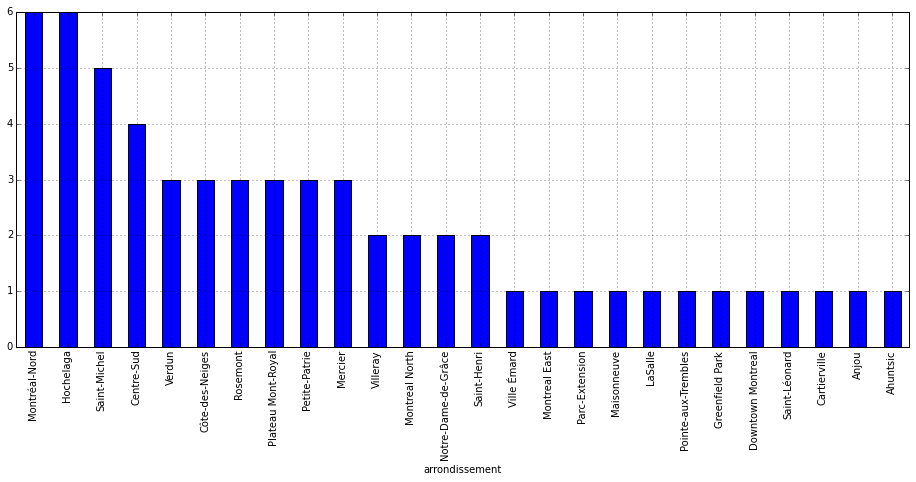 6
5
4
3
2
1
0
Montréal-Nord
Hochelaga
Saint-Michel
Centre-Sud
Verdun
Côte-des-Neiges
Rosemont
Plateau Mont-Royal
Petite-Patrie
Mercier
Villeray
Montreal North
Notre-Dame-de-Grâce
Saint-Henri
Ville Émard
Montreal East
Parc-Extension
Maisonneuve
LaSalle
Pointe-aux-Trembles
Greenfield Park
Downtown Montreal
Saint-Léonard
Cartierville
Anjou
Ahuntsic
arrondissement